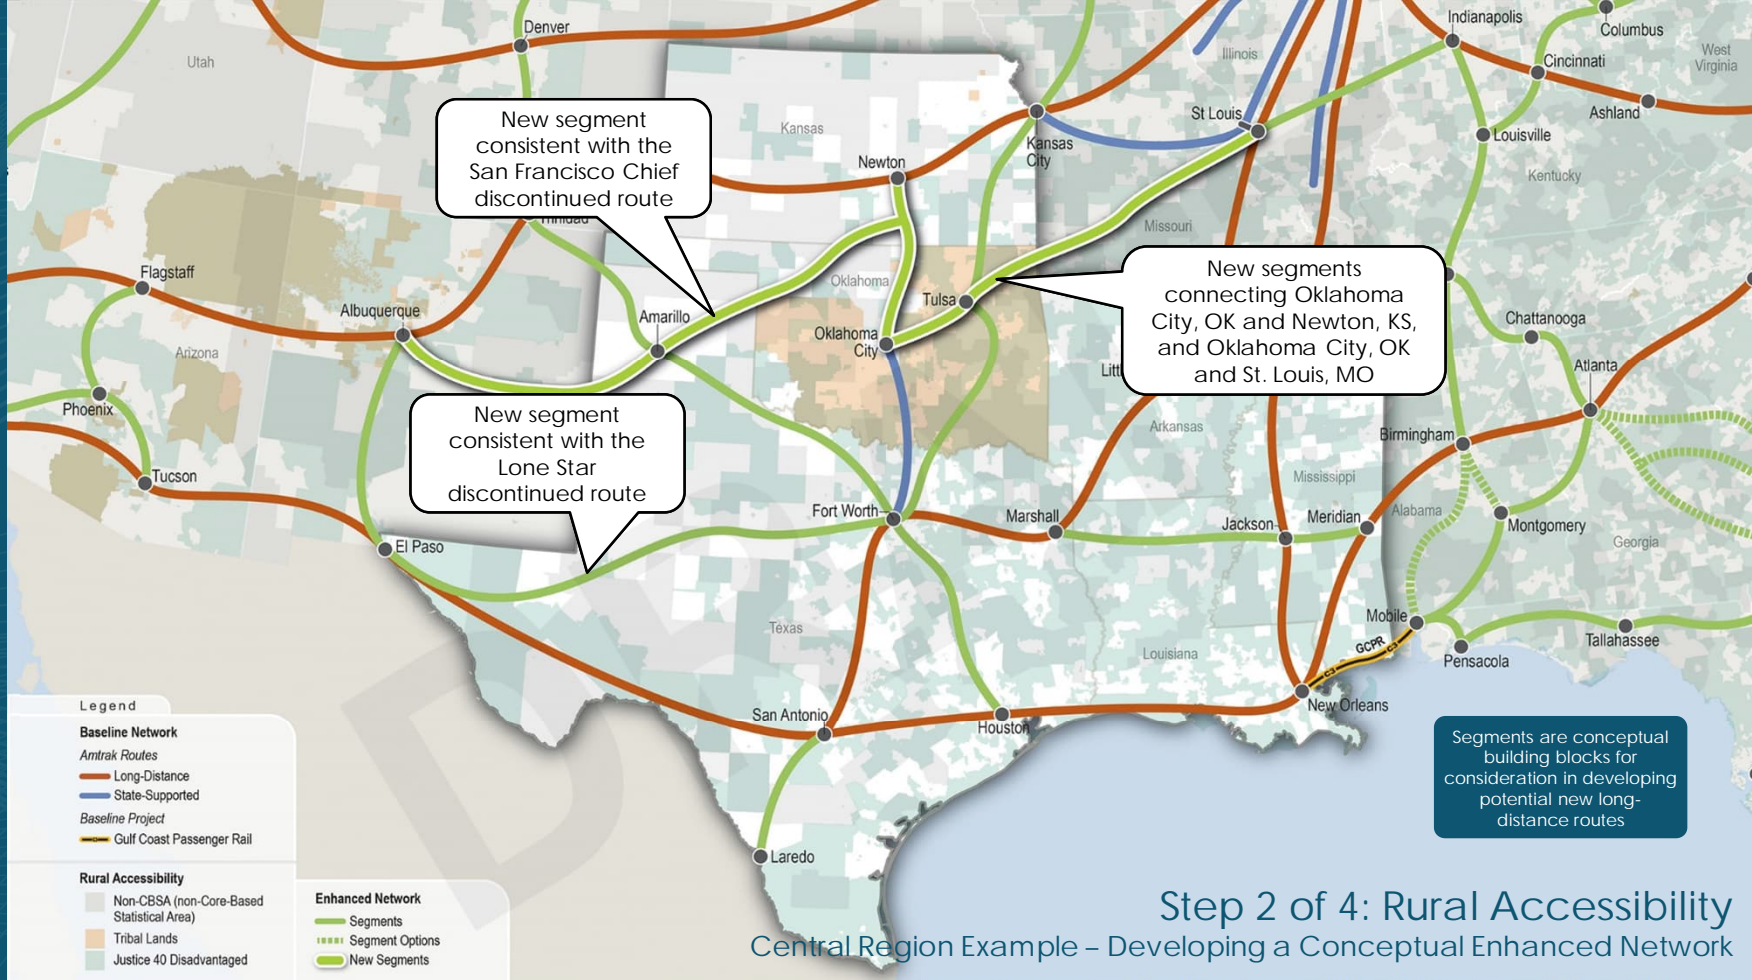 Denver
Utah
Indianapolis
Columbus
West
Virginia
Illinois
Cincinnati
Ashland
New segment
consistent with the
San Francisco Chief
discontinued route
Kansas
St Louis
Kansas
City
Louisville
Newton
Kentucky
Trinidad
Missouri
Flagstaff
Oklahoma
New segments
connecting Oklahoma
City, OK and Newton, KS,
and Oklahoma City, OK
and St. Louis, MO
Albuquerque
Amarillo
Tulsa
Oklahoma
City
Chattanooga
Arizona
Litt
Atlanta
Phoenix
New segment
consistent with the
Lone Star
discontinued route
Arkansas
Birmingham
Tucson
Mississippi
Fort Worth
Marshall
Jackson
Meridian
Alabama
Montgomery
Georgia
El Paso
Texas
Mobile
Louisiana
GCPR
Tallahassee
Pensacola
San Antonio
Houston
New Orleans
Laredo
Segments are conceptual
building blocks for
consideration in developing
potential new long-
distance routes
Legend
Baseline Network
Amtrak Routes
Long-Distance
State-Supported
Baseline Project
Gulf Coast Passenger Rail
Rural Accessibility
Non-CBSA (non-Core-Based
Statistical Area)
Tribal Lands
Justice 40 Disadvantaged
Enhanced Network
Segments
Segment Options
New Segments
Step 2 of 4: Rural Accessibility
Central Region Example – Developing a Conceptual Enhanced Network